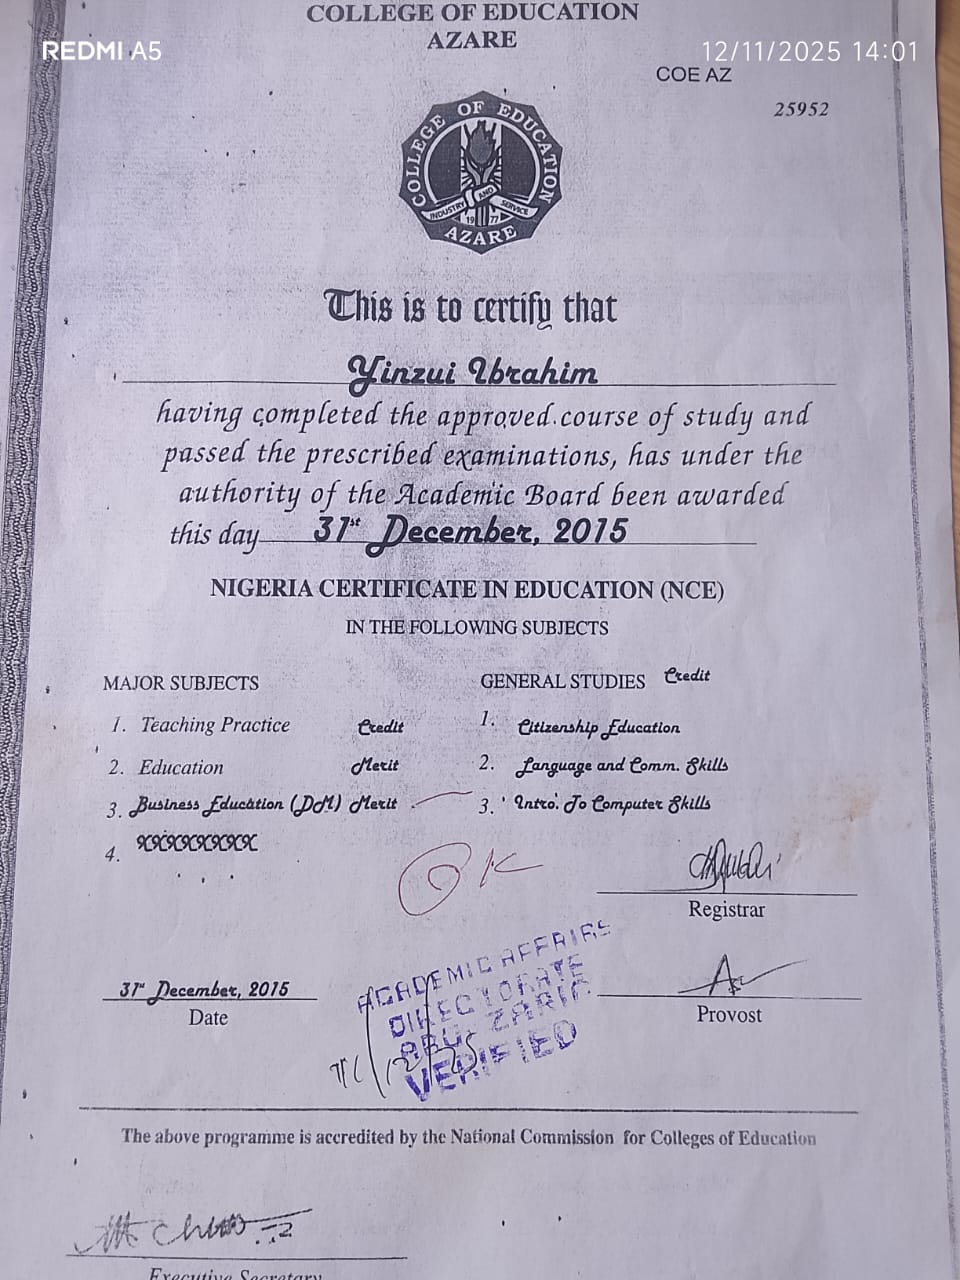 COLLEGE OF EDUCATION
AZARE
REDMI A5
12/11/2025 14:01
COE AZ
25952
COLLEGE OF EDUCATION
INDUSTRY AND SERVICE
1977
AZARE
This is to certify that
Yinzui Ibrahim
having completed the approved course of study and
passed the prescribed examinations, has under the
authority of the Academic Board been awarded
this day 31st December, 2015
NIGERIA CERTIFICATE IN EDUCATION (NCE)
IN THE FOLLOWING SUBJECTS
MAJOR SUBJECTS
1. Teaching Practice Credit
2. Education Merit
3. Business Education (DM) Merit
4. XXXXXXXXXX
GENERAL STUDIES Credit
1. Citizenship Education
2. Language and Comm. Skills
3. Intro. To Computer Skills
OK
Registrar
ACADEMIC AFFAIRS
DIRECTORATE
ABU ZARIA
VERIFIED
31st December, 2015
Date
Provost
The above programme is accredited by the National Commission for Colleges of Education
Executive Secretary